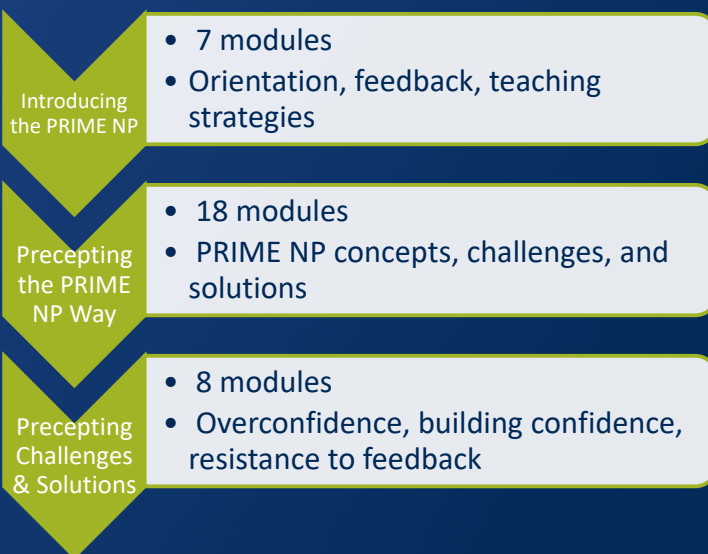 Introducing
the PRIME NP
• 7 modules
• Orientation, feedback, teaching
strategies
Precepting
the PRIME
NP Way
• 18 modules
• PRIME NP concepts, challenges, and
solutions
Precepting
Challenges
& Solutions
• 8 modules
• Overconfidence, building confidence,
resistance to feedback